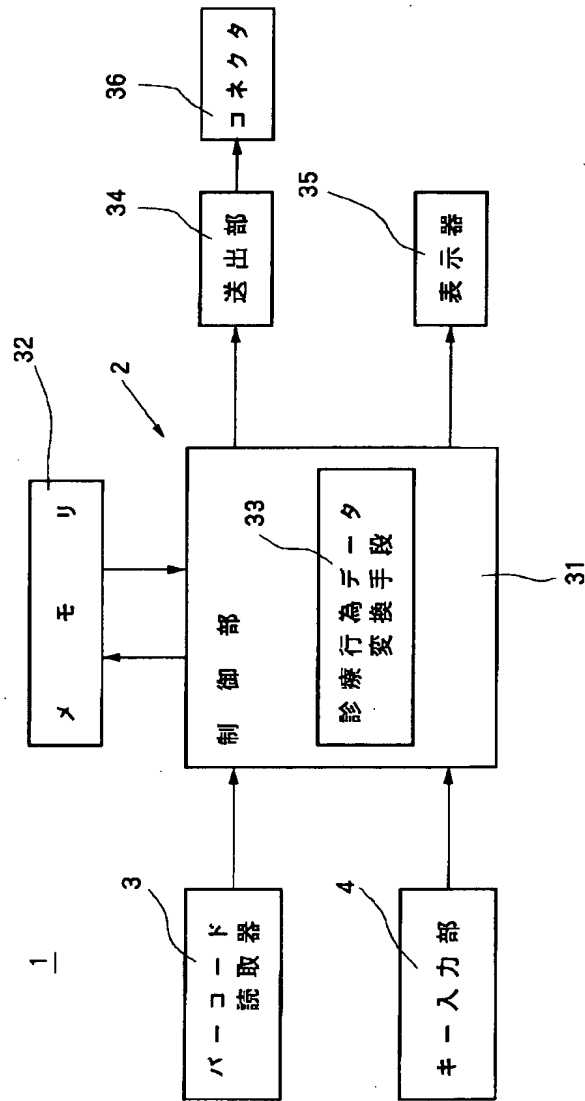 1
2
32
メモリ
3
バーコード
読取器
4
キー入力部
制御部
33
診療行為データ
変換手段
31
34
送出部
36
コネクタ
35
表示器